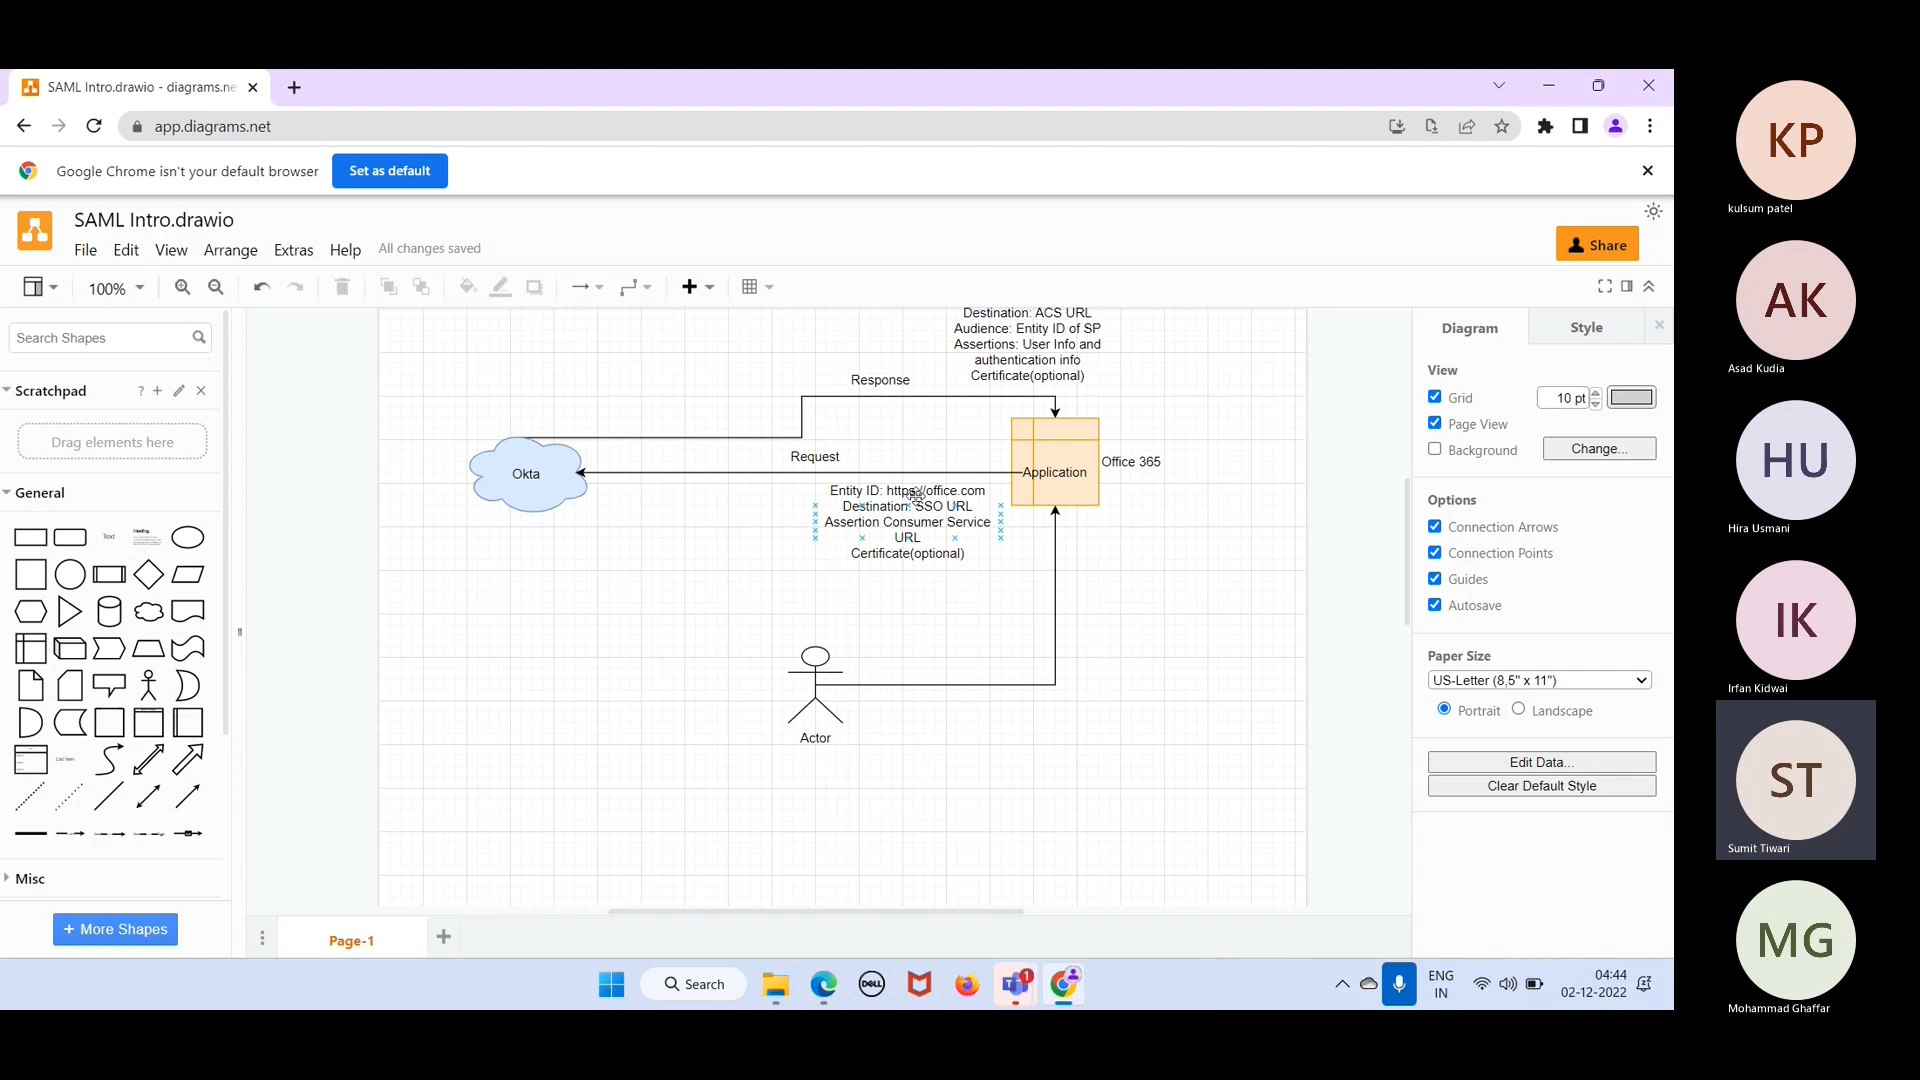 SAML Intro.drawio - diagrams.ne
app.diagrams.net
Google Chrome isn't your default browser
Set as default
SAML Intro.drawio
File Edit View Arrange Extras Help All changes saved
Share
100%
Search Shapes
Scratchpad
?
Drag elements here
General
Text
Heading
List Item
Misc
+ More Shapes
Destination: ACS URL
Audience: Entity ID of SP
Assertions: User Info and
authentication info
Certificate(optional)
Response
Request
Okta
Application
Office 365
Entity ID: https://office.com
Destination: SSO URL
Assertion Consumer Service
URL
Certificate(optional)
Actor
Page-1
Diagram
Style
View
Grid
10 pt
Page View
Background
Change...
Options
Connection Arrows
Connection Points
Guides
Autosave
Paper Size
US-Letter (8,5" x 11")
Portrait
Landscape
Edit Data...
Clear Default Style
Search
DELL
1
ENG
IN
04:44
02-12-2022
KP
kulsum patel
AK
Asad Kudia
HU
Hira Usmani
IK
Irfan Kidwai
ST
Sumit Tiwari
MG
Mohammad Ghaffar